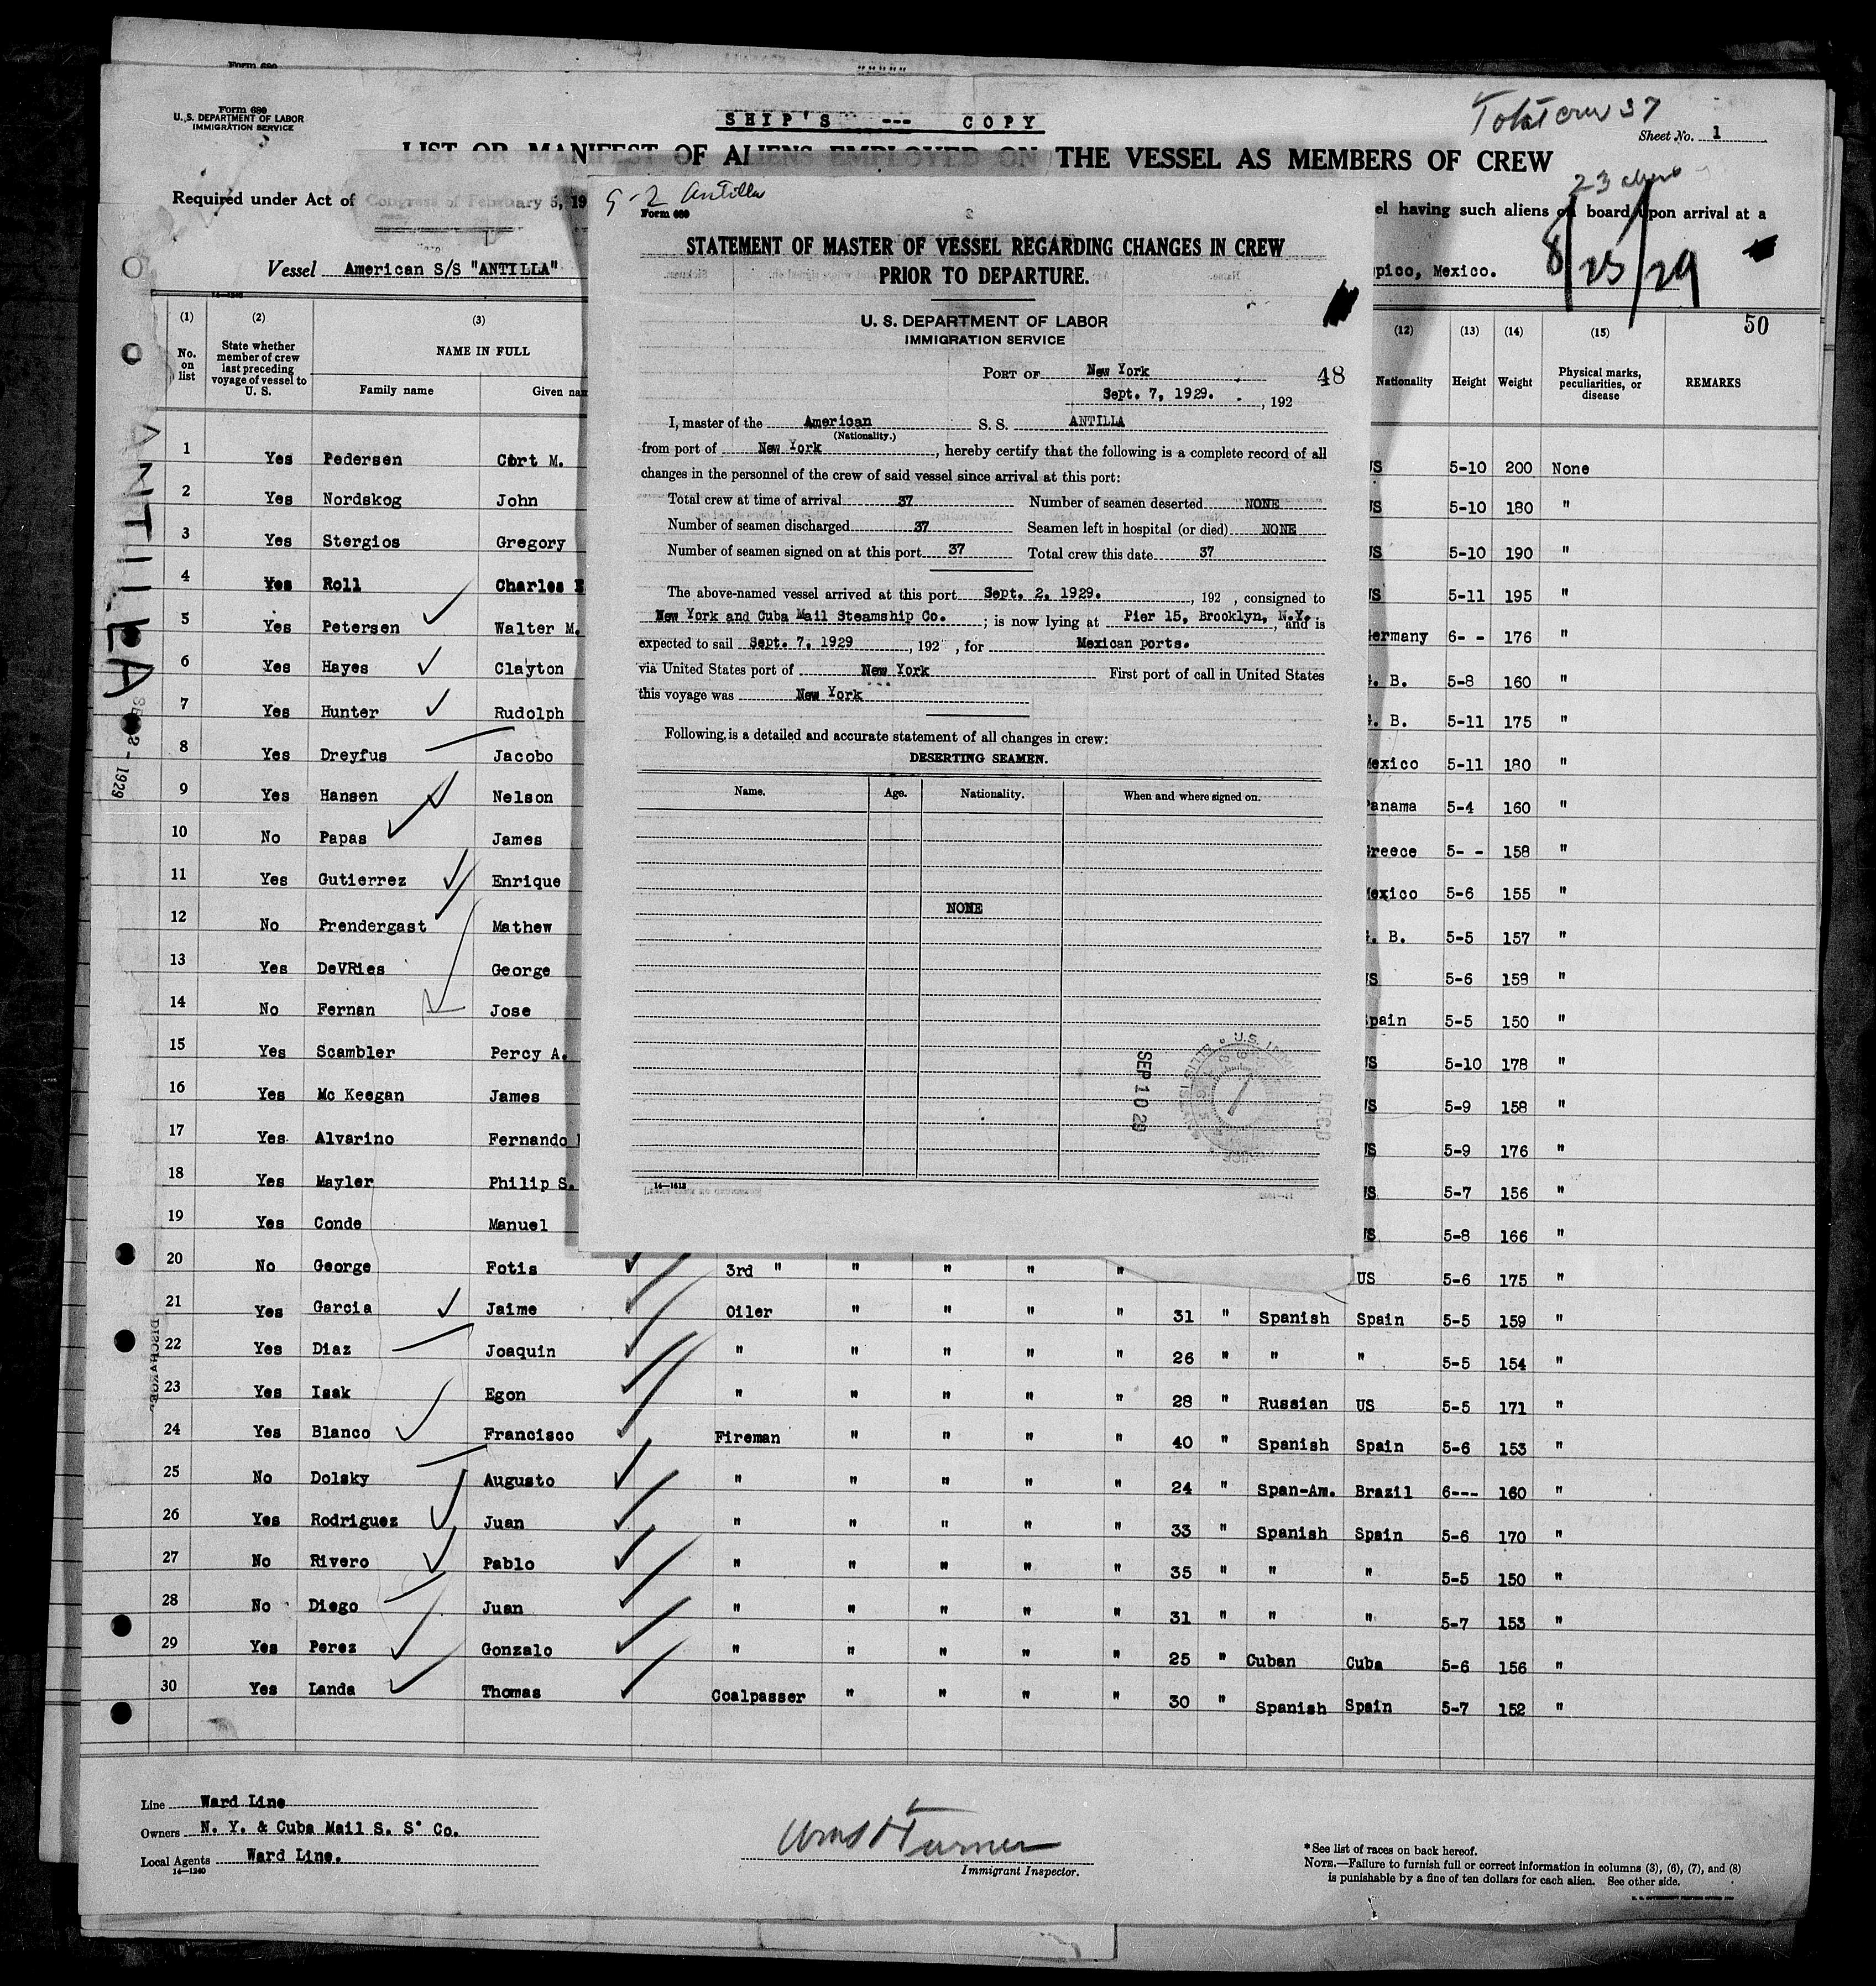 Form 680
U. S. DEPARTMENT OF LABOR
IMMIGRATION SERVICE
SHIP'S --- COPY
Total crew 37
Sheet No. 1
LIST OR MANIFEST OF ALIENS EMPLOYED ON THE VESSEL AS MEMBERS OF CREW
23 aliens
Required under Act of Congress of February 5, 19
el having such aliens on board upon arrival at a
Vessel American S/S "ANTILLA"
pico, Mexico.
8/25/29
50
ANTILLA
- 1929
(1) (2) (3)
No. on list
State whether member of crew last preceding voyage of vessel to U. S.
NAME IN FULL
Family name Given nam
(12) (13) (14) (15)
Nationality Height Weight Physical marks, peculiarities, or disease REMARKS
1 Yes Pedersen Cort M. US 5-10 200 None
2 Yes Nordskog John US 5-10 180 "
3 Yes Stergios Gregory US 5-10 190 "
4 Yes Roll Charles E US 5-11 195 "
5 Yes Petersen Walter M. Germany 6- - 176 "
6 Yes Hayes Clayton . B. 5-8 160 "
7 Yes Hunter Rudolph . B. 5-11 175 "
8 Yes Dreyfus Jacobo Mexico 5-11 180 "
9 Yes Hansen Nelson Panama 5-4 160 "
10 No Papas James Greece 5- - 158 "
11 Yes Gutierrez Enrique Mexico 5-6 155 "
12 No Prendergast Mathew . B. 5-5 157 "
13 Yes DeVRies George US 5-6 158 "
14 No Fernan Jose Spain 5-5 150 "
15 Yes Scambler Percy A. US 5-10 178 "
16 Yes Mc Keegan James US 5-9 158 "
17 Yes Alvarino Fernando US 5-9 176 "
18 Yes Mayler Philip S. US 5-7 156 "
19 Yes Conde Manuel US 5-8 166 "
20 No George Fotis 3rd " " " " " US 5-6 175 "
21 Yes Garcia Jaime Oiler " " " " 31 " Spanish Spain 5-5 159 "
22 Yes Diaz Joaquin " " " " " 26 " " " 5-5 154 "
23 Yes Isak Egon " " " " " 28 " Russian US 5-5 171 "
24 Yes Blanco Francisco Fireman " " " " 40 " Spanish Spain 5-6 153 "
25 No Dolsky Augusto " " " " " 24 " Span-Am. Brazil 6--- 160 "
26 Yes Rodriguez Juan " " " " " 33 " Spanish Spain 5-6 170 "
27 No Rivero Pablo " " " " " 35 " " " 5-5 150 "
28 No Diego Juan " " " " " 31 " " " 5-7 153 "
29 Yes Perez Gonzalo " " " " " 25 " Cuban Cuba 5-6 156 "
30 Yes Landa Thomas Coalpasser " " " " 30 " Spanish Spain 5-7 152 "
DISCHARGED
Line Ward Line
Owners N. Y. & Cuba Mail S. S. Co.
Local Agents Ward Line.
14-1240
Immigrant Inspector.
* See list of races on back hereof.
NOTE.—Failure to furnish full or correct information in columns (3), (6), (7), and (8)
is punishable by a fine of ten dollars for each alien. See other side.
9-2 Antilla
Form 689
STATEMENT OF MASTER OF VESSEL REGARDING CHANGES IN CREW
PRIOR TO DEPARTURE.
U. S. DEPARTMENT OF LABOR
IMMIGRATION SERVICE
PORT OF New York
48
Sept. 7, 1929. , 192
I, master of the American S. S. ANTILLA
(Nationality.)
from port of New York, hereby certify that the following is a complete record of all
changes in the personnel of the crew of said vessel since arrival at this port:
Total crew at time of arrival 37 Number of seamen deserted NONE
Number of seamen discharged 37 Seamen left in hospital (or died) NONE
Number of seamen signed on at this port 37 Total crew this date 37
The above-named vessel arrived at this port Sept. 2, 1929. , 192 , consigned to
New York and Cuba Mail Steamship Co. ; is now lying at Pier 15, Brooklyn, N.Y., and is
expected to sail Sept. 7, 1929 , 192 , for Mexican ports.
via United States port of New York First port of call in United States
this voyage was New York
Following is a detailed and accurate statement of all changes in crew:
DESERTING SEAMEN.
Name. Age. Nationality. When and where signed on.
NONE
SEP 10 29
REC'D
14-1613